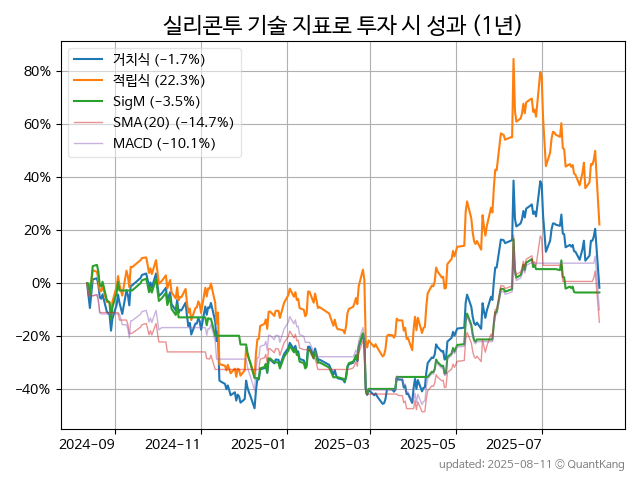 실리콘투 기술 지표로 투자 시 성과 (1년)
거치식 (−1.7%)
적립식 (22.3%)
SigM (−3.5%)
SMA(20) (−14.7%)
MACD (−10.1%)
80%
60%
40%
20%
0%
−20%
−40%
2024-09 2024-11 2025-01 2025-03 2025-05 2025-07
updated: 2025-08-11 © QuantKang